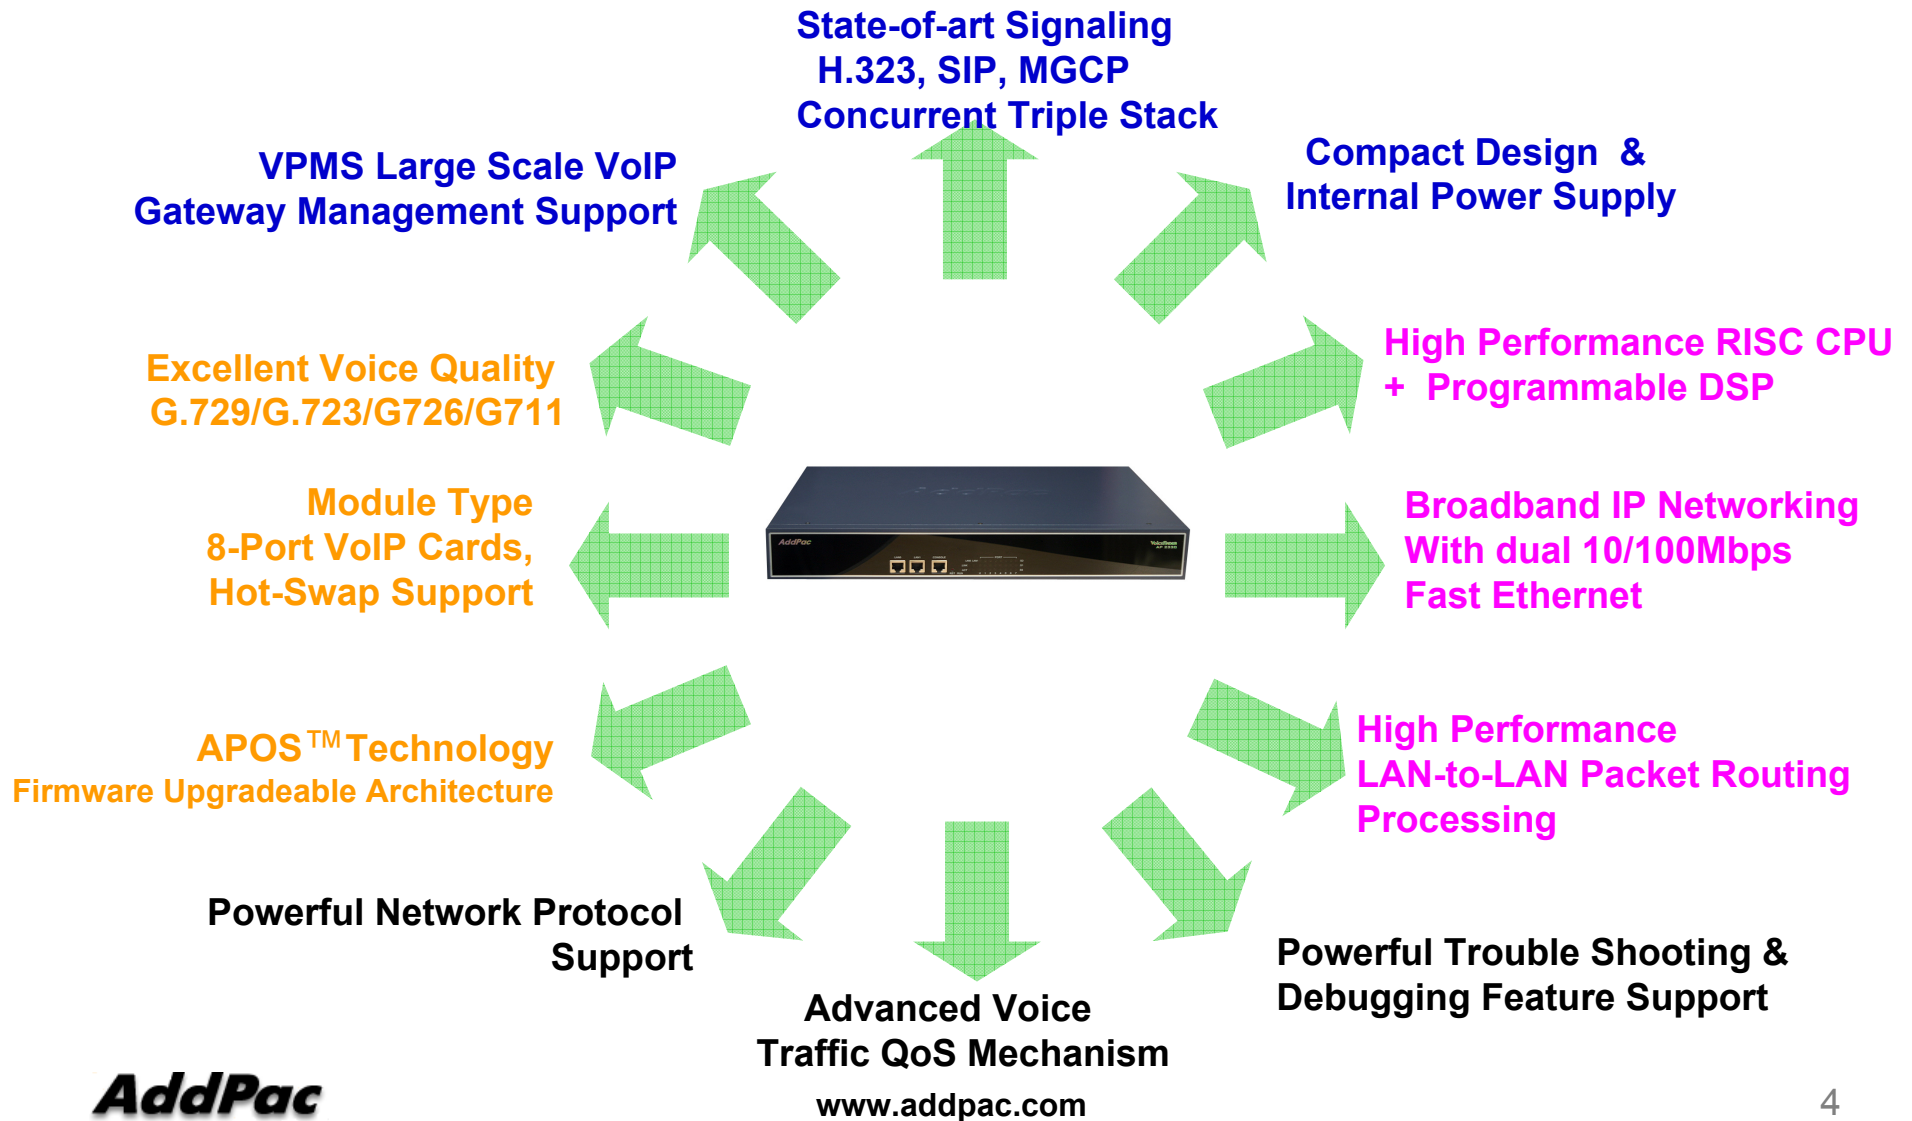 State-of-art Signaling
H.323, SIP, MGCP
Concurrent Triple Stack
VPMS Large Scale VoIP
Gateway Management Support
Compact Design &
Internal Power Supply
Excellent Voice Quality
G.729/G.723/G726/G711
High Performance RISC CPU
+ Programmable DSP
Module Type
8-Port VoIP Cards,
Hot-Swap Support
AddPac
Broadband IP Networking
With dual 10/100Mbps
Fast Ethernet
APOS™Technology
Firmware Upgradeable Architecture
High Performance
LAN-to-LAN Packet Routing
Processing
Powerful Network Protocol
Support
Powerful Trouble Shooting &
Debugging Feature Support
Advanced Voice
Traffic QoS Mechanism
AddPac
www.addpac.com
4